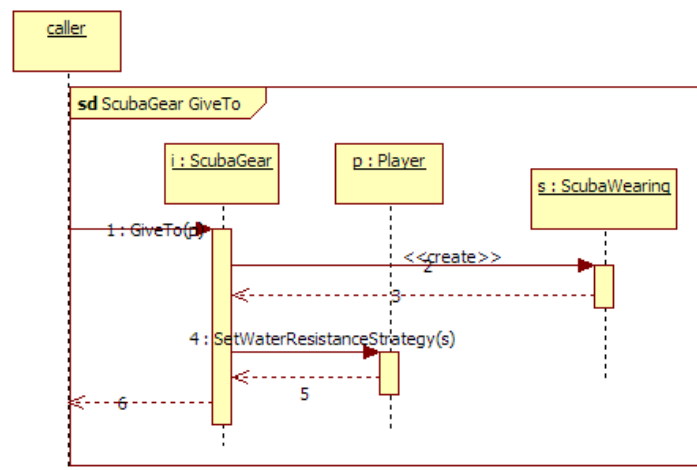 caller
sd ScubaGear GiveTo
i : ScubaGear
p : Player
s : ScubaWearing
1 : GiveTo(p)
<<create>>
2
3
4 : SetWaterResistanceStrategy(s)
5
6